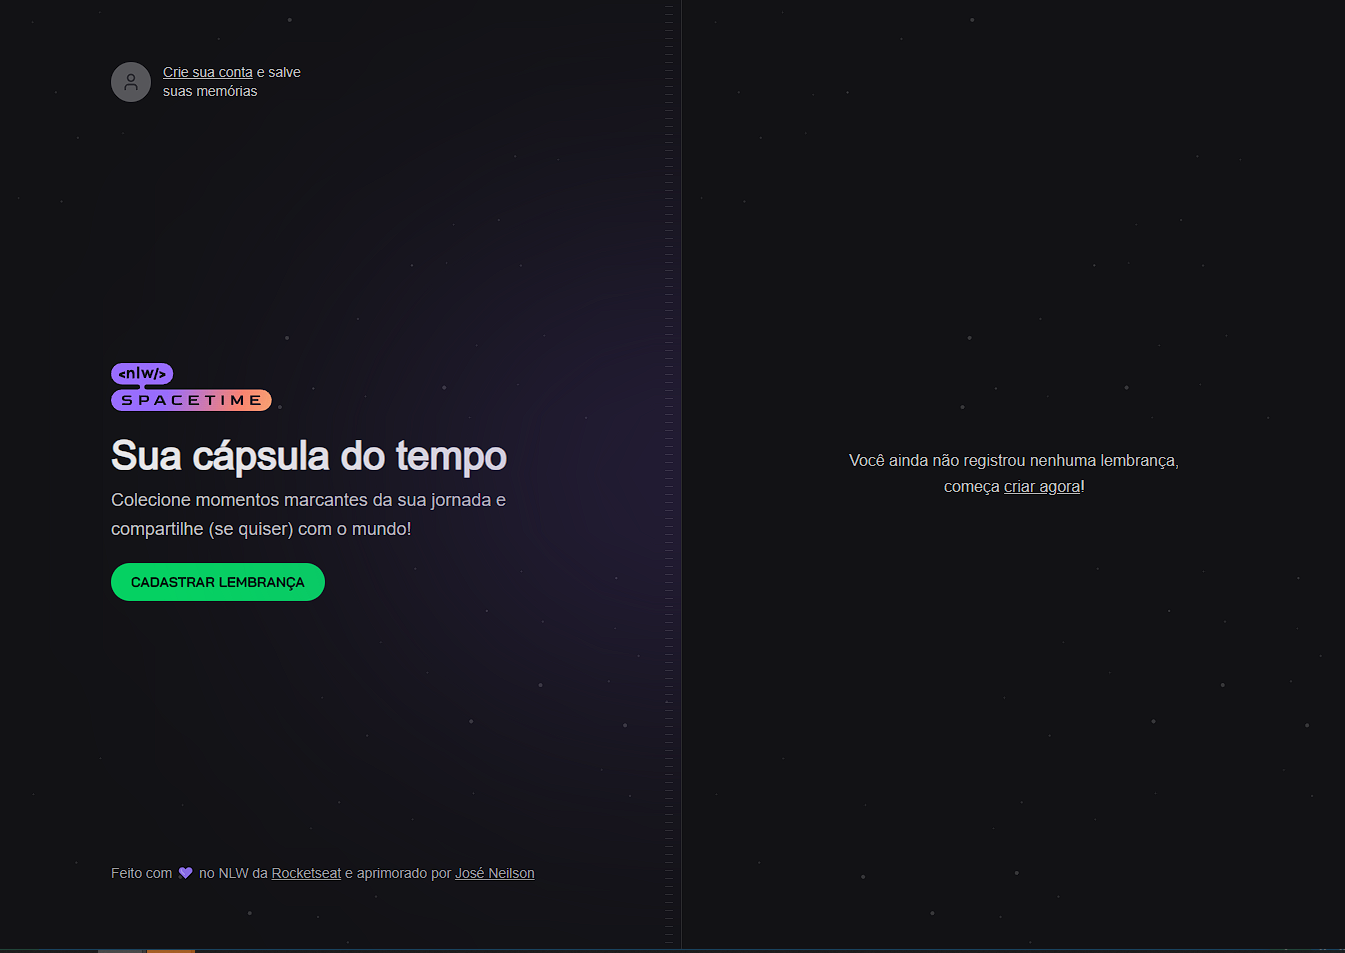 Crie sua conta e salve
suas memórias
<nlw/>
SPACETIME
Sua cápsula do tempo
Colecione momentos marcantes da sua jornada e
compartilhe (se quiser) com o mundo!
CADASTRAR LEMBRANÇA
Feito com 💜 no NLW da Rocketseat e aprimorado por José Neilson
Você ainda não registrou nenhuma lembrança,
começa criar agora!